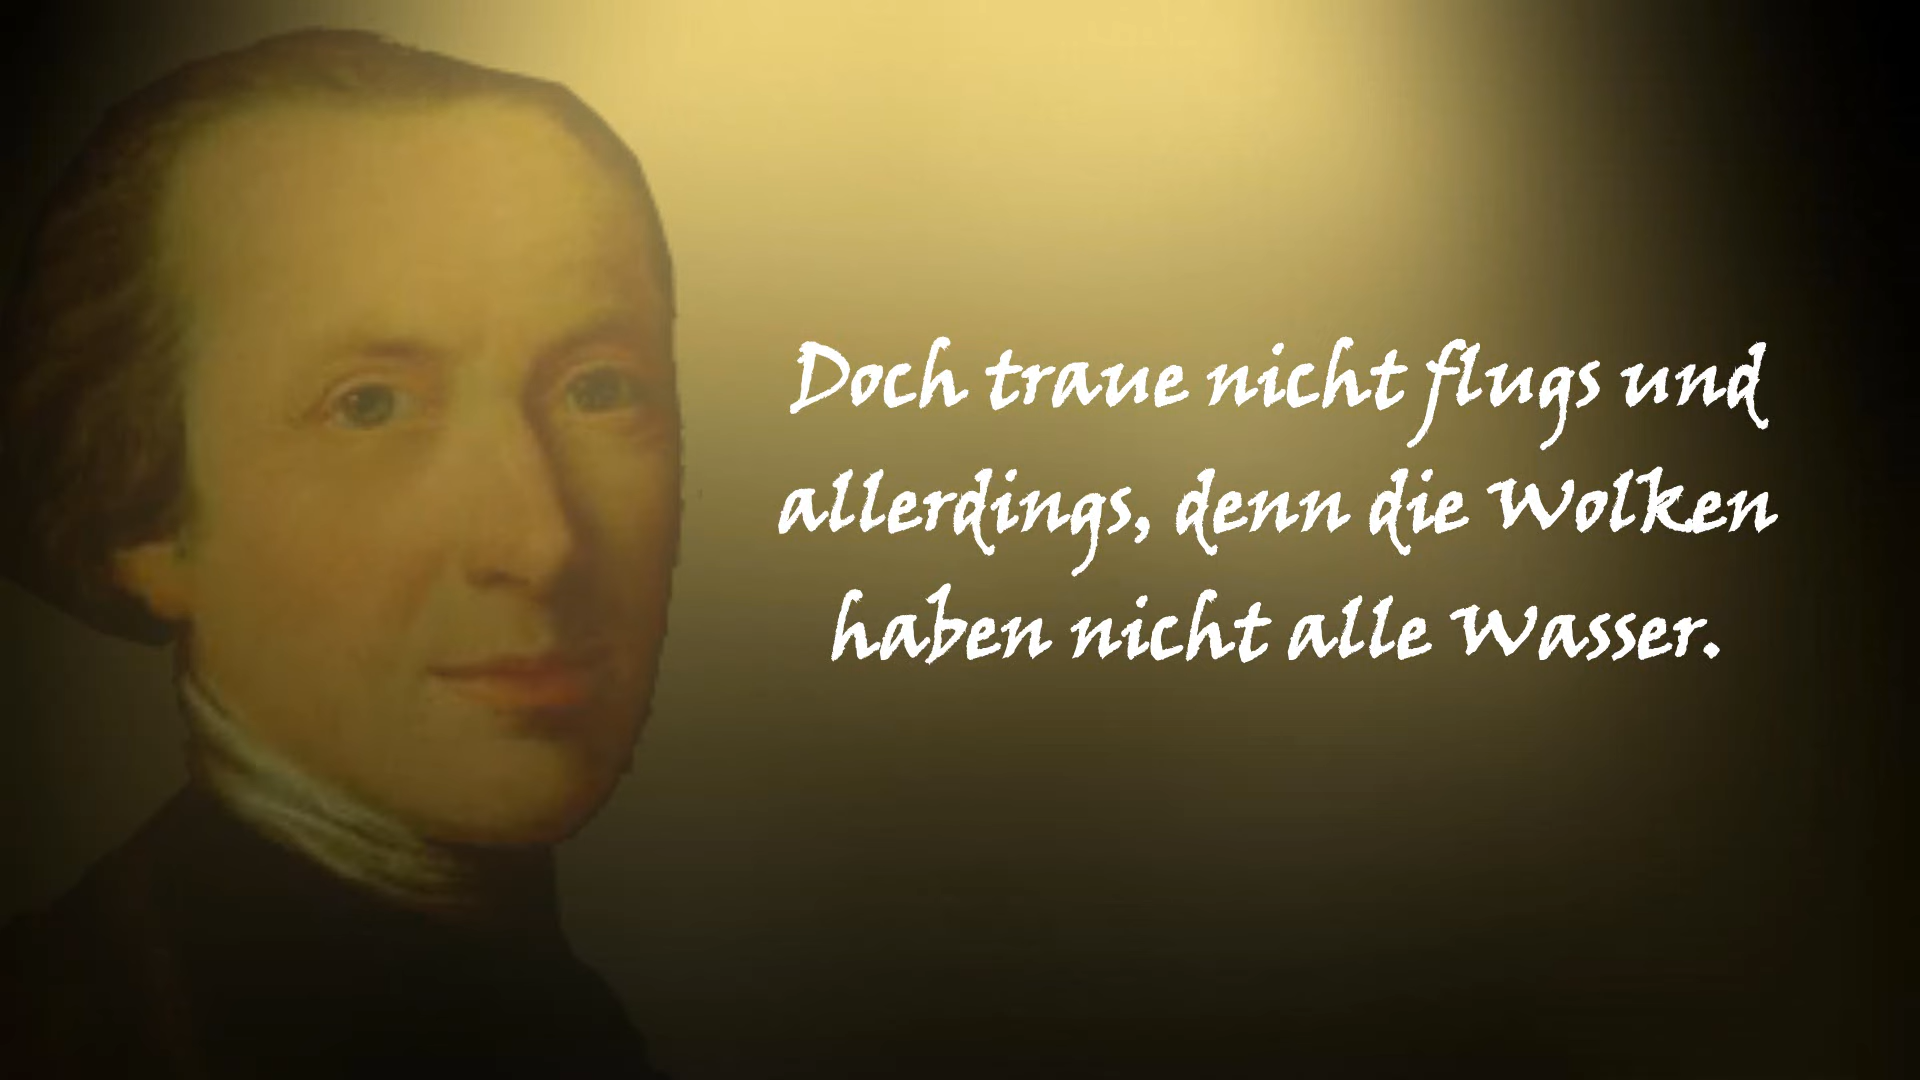 Doch traue nicht flugs und
allerdings, denn die Wolken
haben nicht alle Wasser.